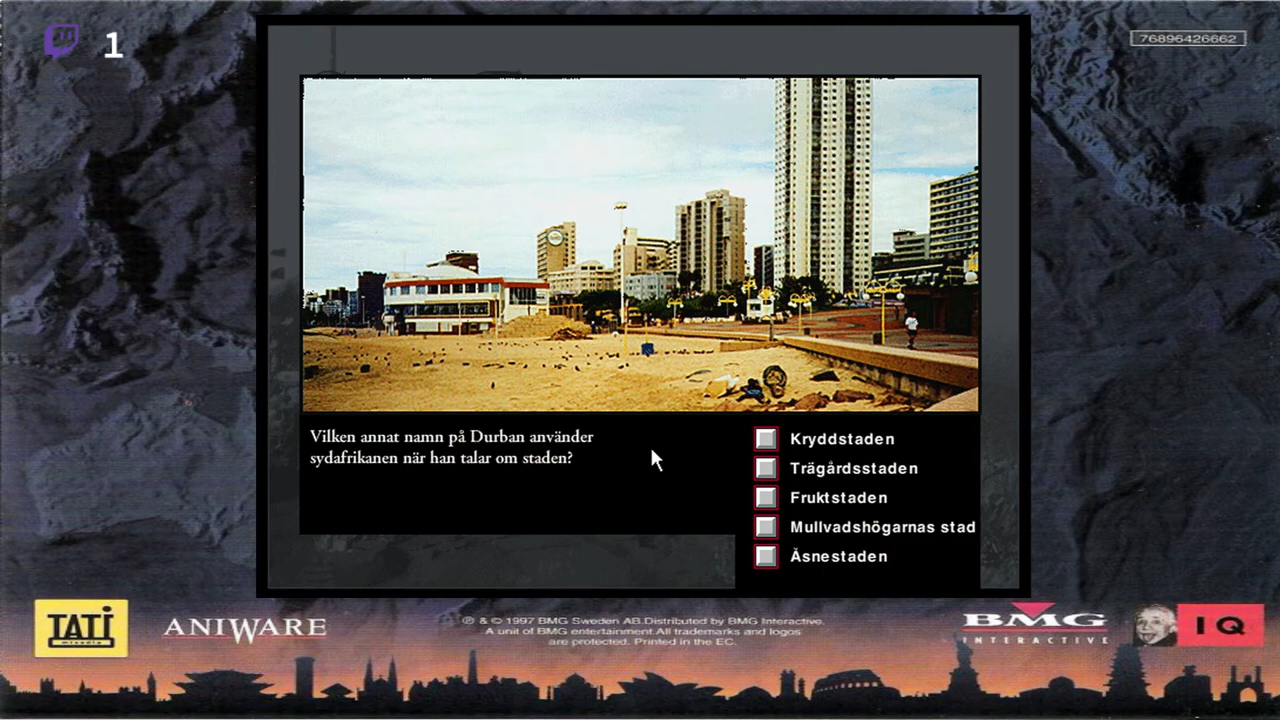 1
76896426662
Vilken annat namn på Durban använder
sydafrikanen när han talar om staden?
Kryddstaden
Trägårdsstaden
Fruktstaden
Mullvadshögarnas stad
Åsnestaden
TATi
ANIWARE
℗ & © 1997 BMG Sweden AB.Distributed by BMG Interactive.
A unit of BMG entertainment.All trademarks and logos
are protected. Printed in the EC.
BMG
INTERACTIVE
IQ